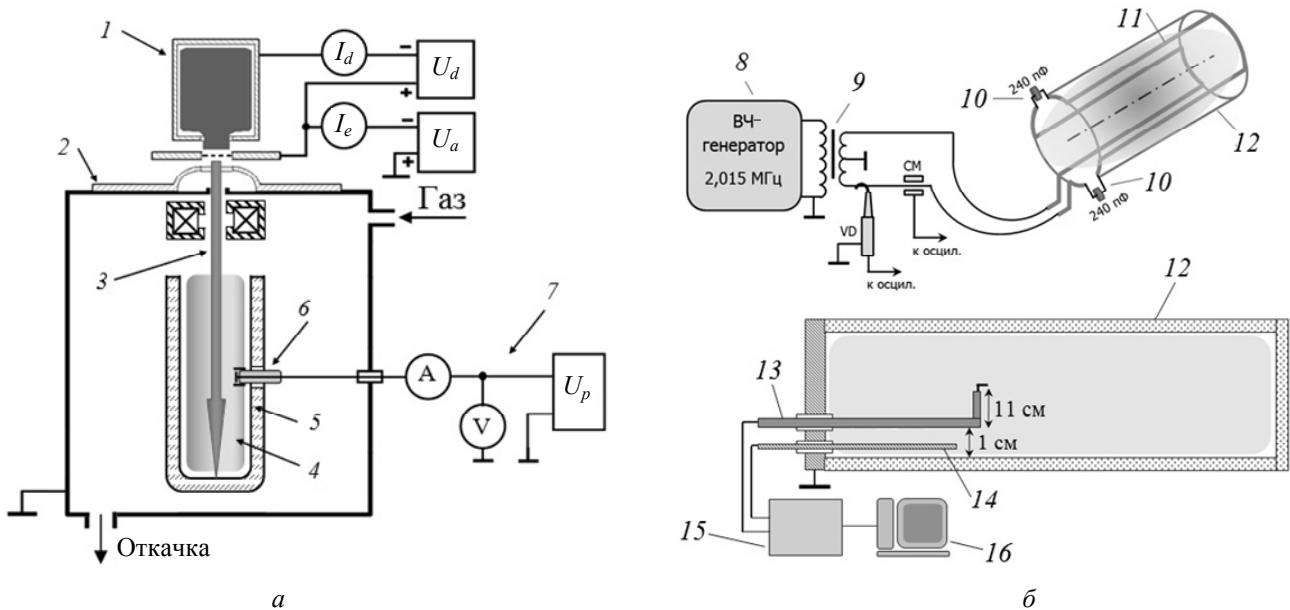 1
I_d
−
U_d
+
I_e
−
U_a
+
2
Газ
3
6
7
A
U_p
V
5
4
Откачка
а
8
9
10
11
240 пФ
ВЧ–
генератор
2,015 МГц
12
СМ
10
240 пФ
VD
к осцил.
к осцил.
12
13
11 см
1 см
14
15
16
б